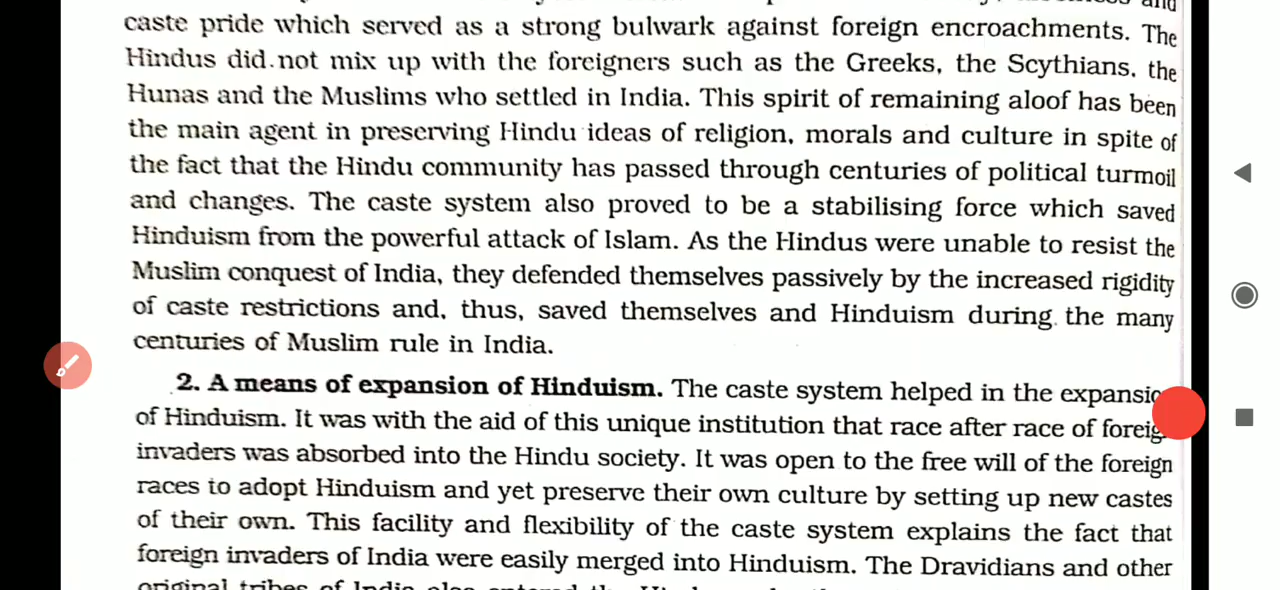 caste pride which served as a strong bulwark against foreign encroachments. The
Hindus did not mix up with the foreigners such as the Greeks, the Scythians, the
Hunas and the Muslims who settled in India. This spirit of remaining aloof has been
the main agent in preserving Hindu ideas of religion, morals and culture in spite of
the fact that the Hindu community has passed through centuries of political turmoil
and changes. The caste system also proved to be a stabilising force which saved
Hinduism from the powerful attack of Islam. As the Hindus were unable to resist the
Muslim conquest of India, they defended themselves passively by the increased rigidity
of caste restrictions and, thus, saved themselves and Hinduism during the many
centuries of Muslim rule in India.
2. A means of expansion of Hinduism. The caste system helped in the
of Hinduism. It was with the aid of this unique institution that race after race of
invaders was absorbed into the Hindu society. It was open to the free will of the foreign
races to adopt Hinduism and yet preserve their own culture by setting up new castes
of their own. This facility and flexibility of the caste system explains the fact that
foreign invaders of India were easily merged into Hinduism. The Dravidians and other
original tribes of India also